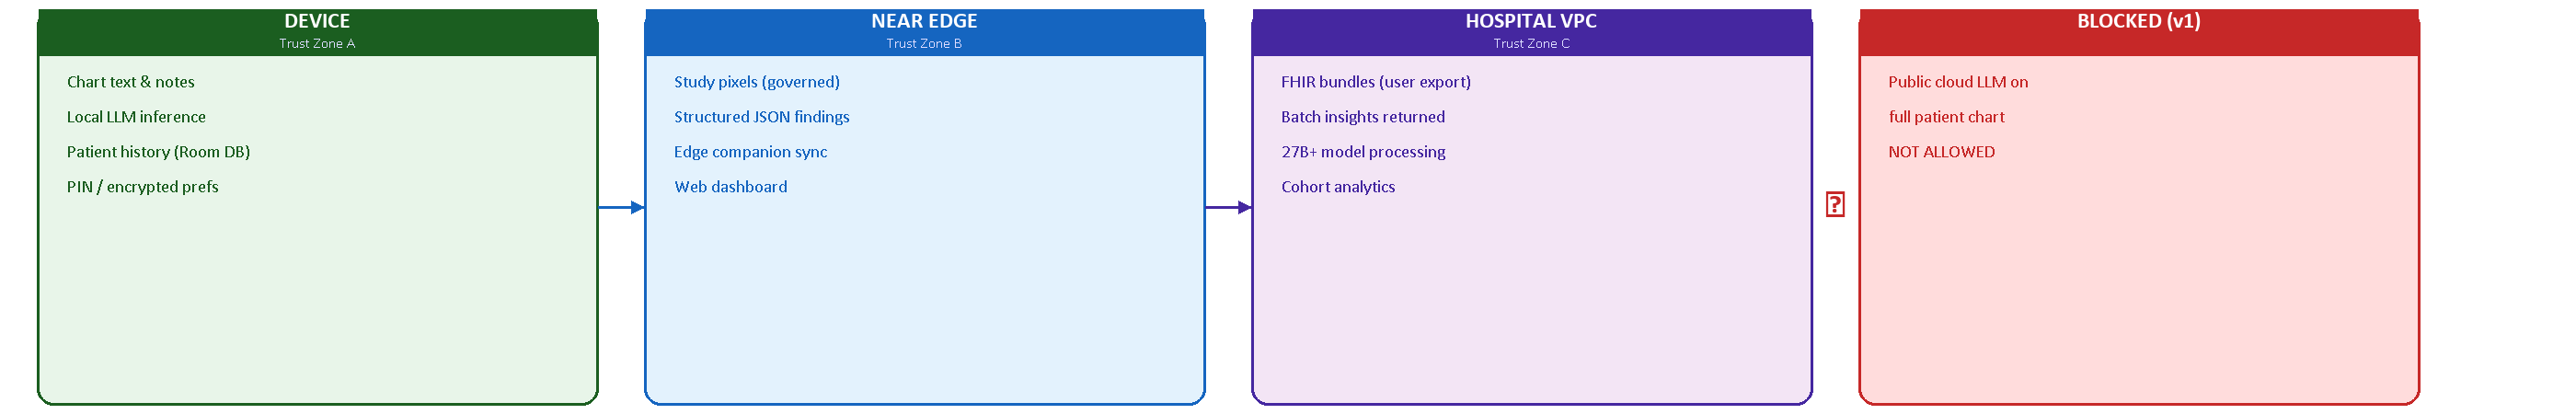 DEVICE
Trust Zone A
Chart text & notes
Local LLM inference
Patient history (Room DB)
PIN / encrypted prefs
NEAR EDGE
Trust Zone B
Study pixels (governed)
Structured JSON findings
Edge companion sync
Web dashboard
HOSPITAL VPC
Trust Zone C
FHIR bundles (user export)
Batch insights returned
27B+ model processing
Cohort analytics
?
BLOCKED (v1)
Public cloud LLM on
full patient chart
NOT ALLOWED